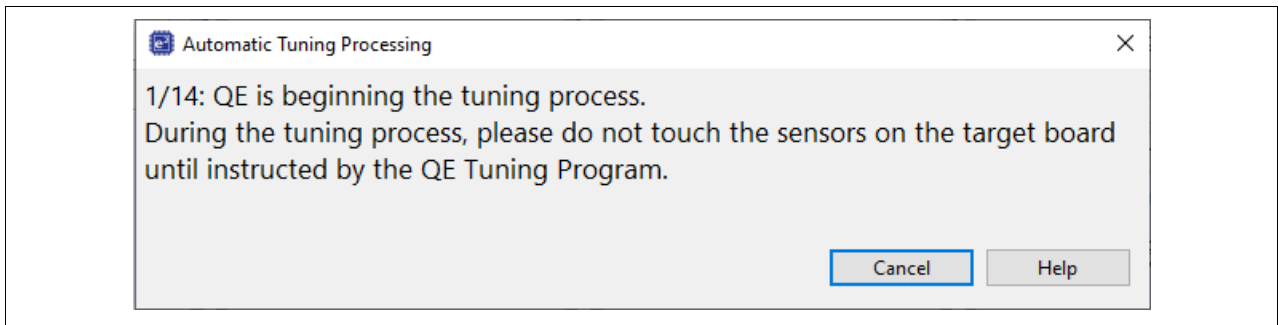 Automatic Tuning Processing
1/14: QE is beginning the tuning process.
During the tuning process, please do not touch the sensors on the target board
until instructed by the QE Tuning Program.
Cancel Help